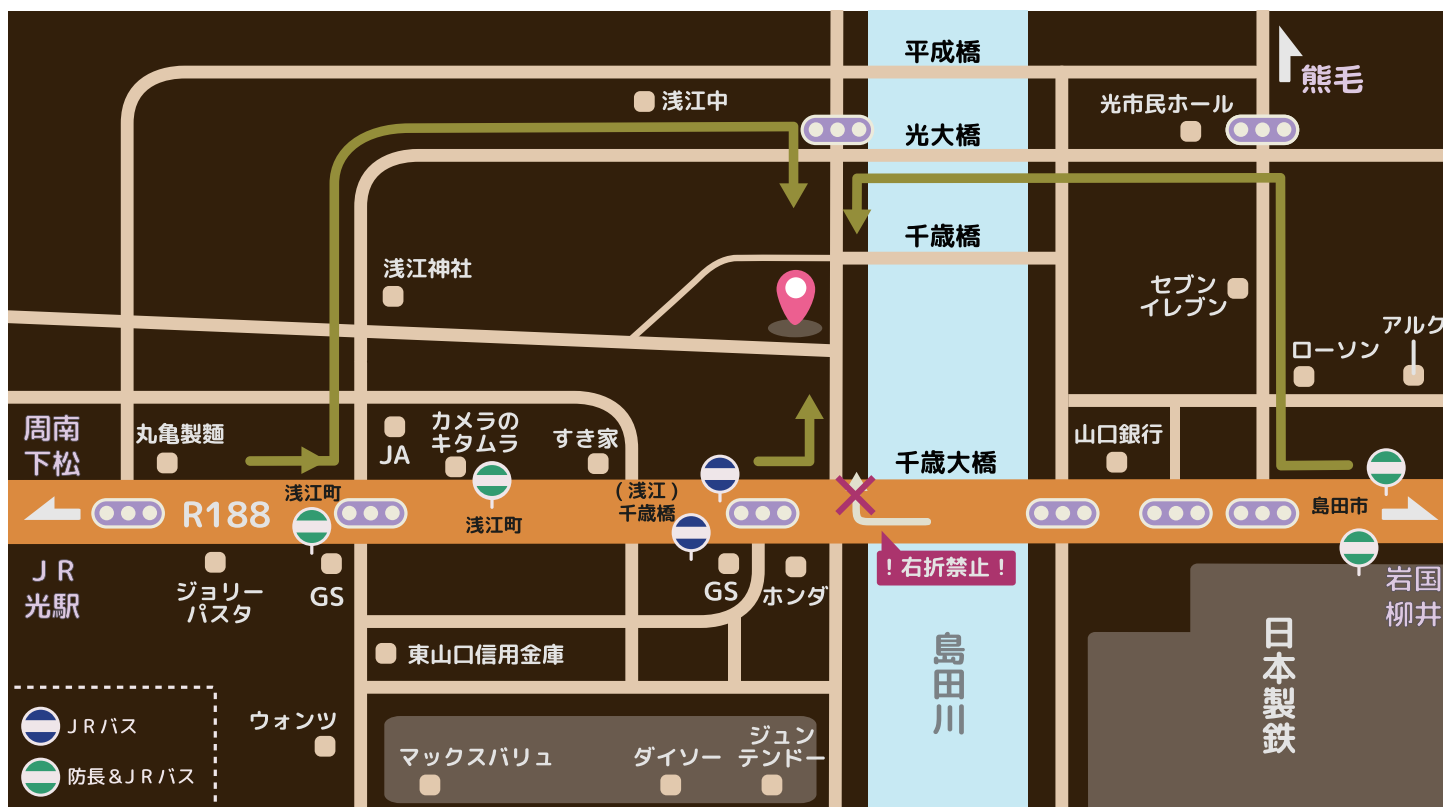 平成橋
熊毛
浅江中
光市民ホール
光大橋
千歳橋
浅江神社
セブン
イレブン
アルク
ローソン
周南
下松
丸亀製麺
JA
カメラの
キタムラ
すき家
千歳大橋
山口銀行
R188
浅江町
浅江町
(浅江)
千歳橋
島田市
!右折禁止!
JR
光駅
ジョリー
パスタ
GS
GS
ホンダ
岩国
柳井
東山口信用金庫
島田川
日本製鉄
ウォンツ
マックスバリュ
ダイソー
ジュン
テンドー
JRバス
防長&JRバス